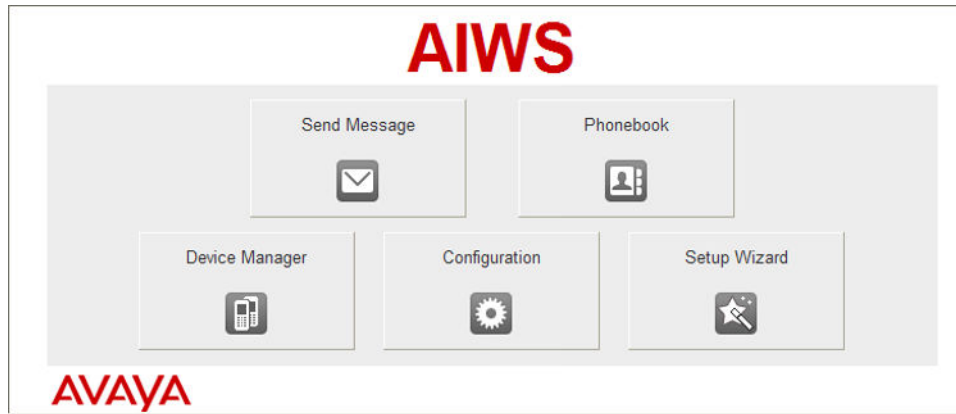 AIWS
Send Message
Phonebook
Device Manager
Configuration
Setup Wizard
AVAYA